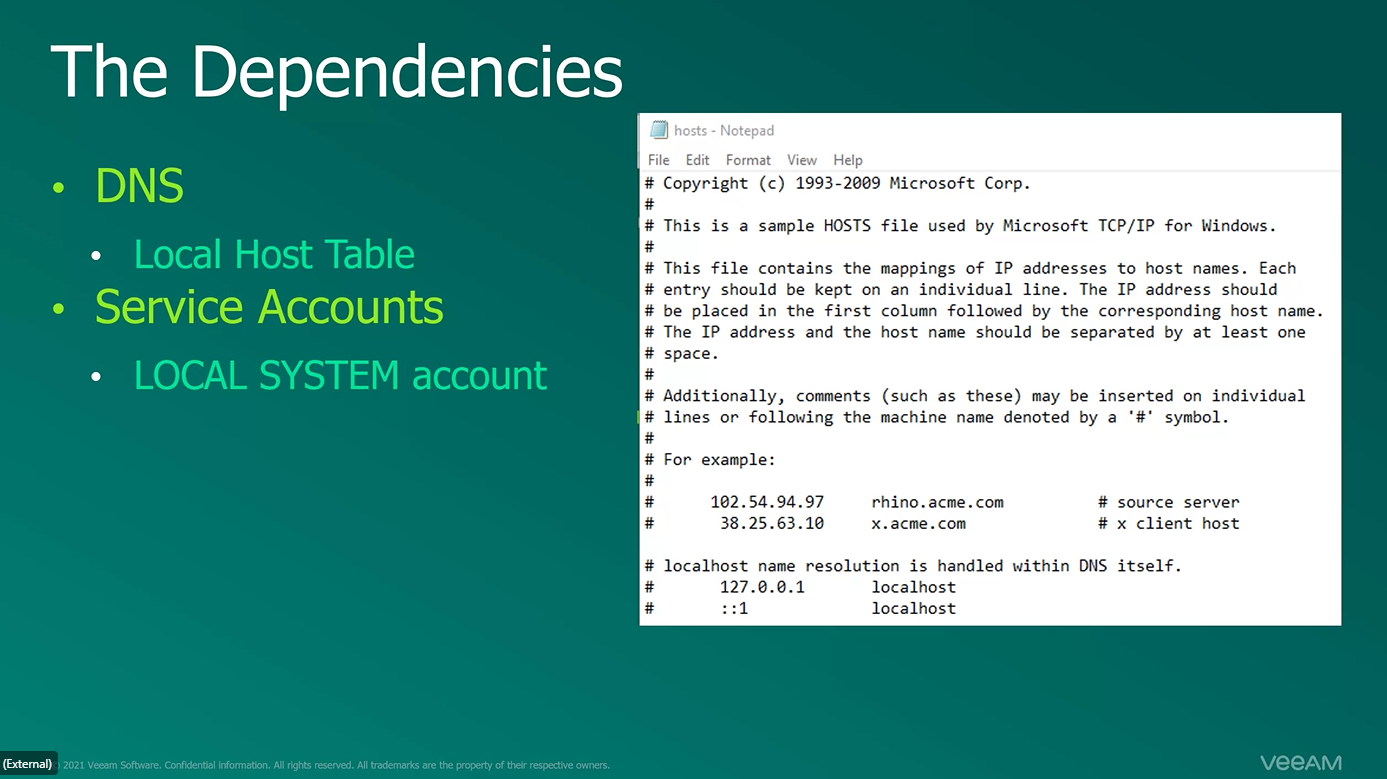 The Dependencies
• DNS
• Local Host Table
• Service Accounts
• LOCAL SYSTEM account
hosts - Notepad
File Edit Format View Help
# Copyright (c) 1993-2009 Microsoft Corp.
#
# This is a sample HOSTS file used by Microsoft TCP/IP for Windows.
#
# This file contains the mappings of IP addresses to host names. Each
# entry should be kept on an individual line. The IP address should
# be placed in the first column followed by the corresponding host name.
# The IP address and the host name should be separated by at least one
# space.
#
# Additionally, comments (such as these) may be inserted on individual
# lines or following the machine name denoted by a '#' symbol.
#
# For example:
#
#      102.54.94.97     rhino.acme.com          # source server
#       38.25.63.10     x.acme.com              # x client host
# localhost name resolution is handled within DNS itself.
#       127.0.0.1       localhost
#       ::1             localhost
(External)
2021 Veeam Software. Confidential information. All rights reserved. All trademarks are the property of their respective owners.
veeAM